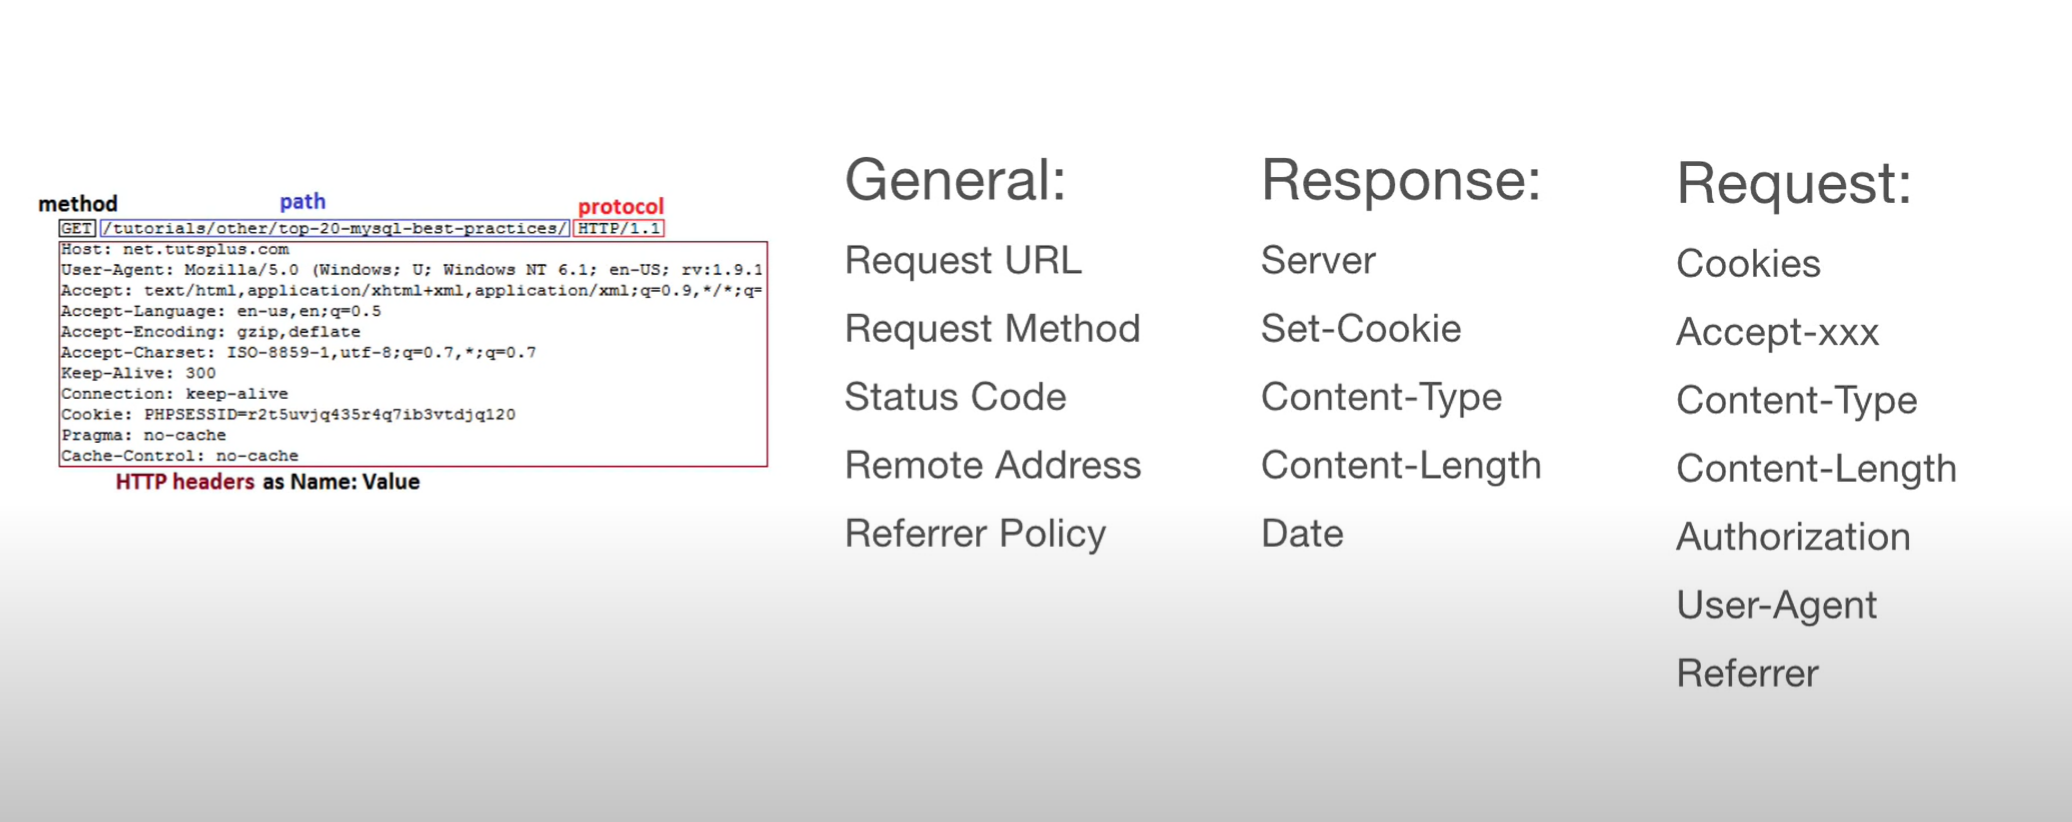 method path protocol
GET /tutorials/other/top-20-mysql-best-practices/ HTTP/1.1
Host: net.tutsplus.com
User-Agent: Mozilla/5.0 (Windows; U; Windows NT 6.1; en-US; rv:1.9.1
Accept: text/html,application/xhtml+xml,application/xml;q=0.9,*/*;q=
Accept-Language: en-us,en;q=0.5
Accept-Encoding: gzip,deflate
Accept-Charset: ISO-8859-1,utf-8;q=0.7,*;q=0.7
Keep-Alive: 300
Connection: keep-alive
Cookie: PHPSESSID=r2t5uvjq435r4q7ib3vtdjq120
Pragma: no-cache
Cache-Control: no-cache
HTTP headers as Name: Value
General:
Request URL
Request Method
Status Code
Remote Address
Referrer Policy
Response:
Server
Set-Cookie
Content-Type
Content-Length
Date
Request:
Cookies
Accept-xxx
Content-Type
Content-Length
Authorization
User-Agent
Referrer